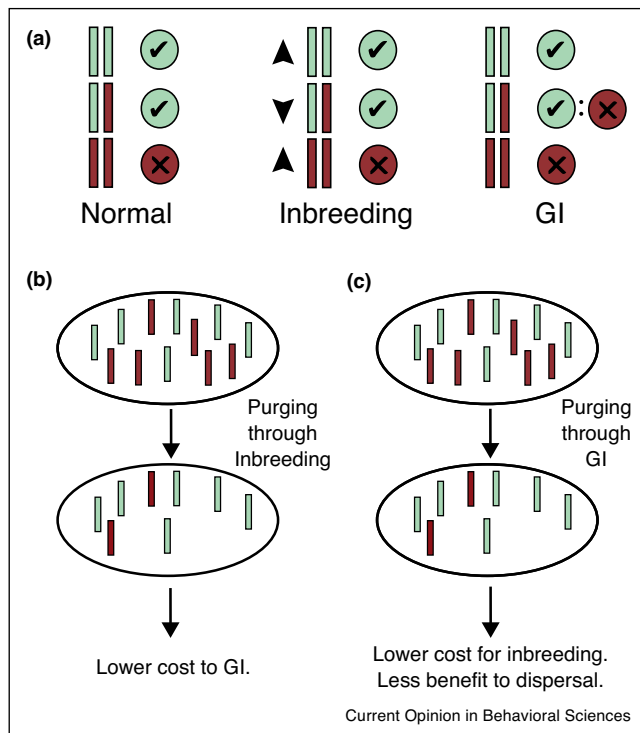 (a)
Normal
Inbreeding
GI
:
(b)
(c)
Purging
through
Inbreeding
Purging
through
GI
Lower cost to GI.
Lower cost for inbreeding.
Less benefit to dispersal.
Current Opinion in Behavioral Sciences